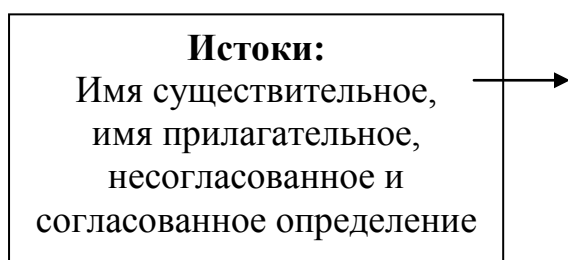 Истоки:
Имя существительное,
имя прилагательное,
несогласованное и
согласованное определение